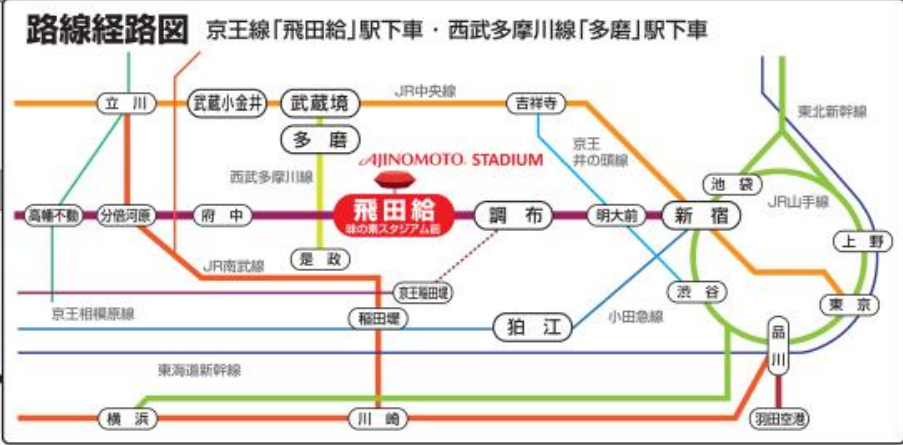 路線経路図 京王線「飛田給」駅下車・西武多摩川線「多磨」駅下車
立川
武蔵小金井
武蔵境
JR中央線
吉祥寺
東北新幹線
多磨
AJINOMOTO. STADIUM
京王
井の頭線
西武多摩川線
池袋
JR山手線
高幡不動
分倍河原
府中
飛田給
味の素スタジアム前
調布
明大前
新宿
上野
是政
JR南武線
京王稲田堤
渋谷
東京
京王相模原線
稲田堤
狛江
小田急線
品川
東海道新幹線
横浜
川崎
羽田空港